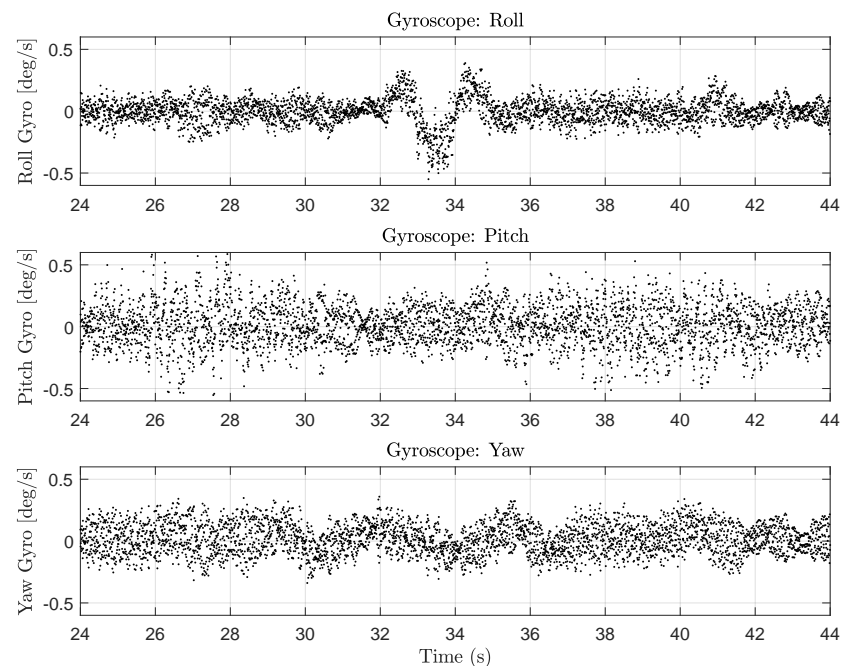 Gyroscope: Roll
Roll Gyro [deg/s]
0.5
0
-0.5
24 26 28 30 32 34 36 38 40 42 44
Gyroscope: Pitch
Pitch Gyro [deg/s]
0.5
0
-0.5
24 26 28 30 32 34 36 38 40 42 44
Gyroscope: Yaw
Yaw Gyro [deg/s]
0.5
0
-0.5
24 26 28 30 32 34 36 38 40 42 44
Time (s)